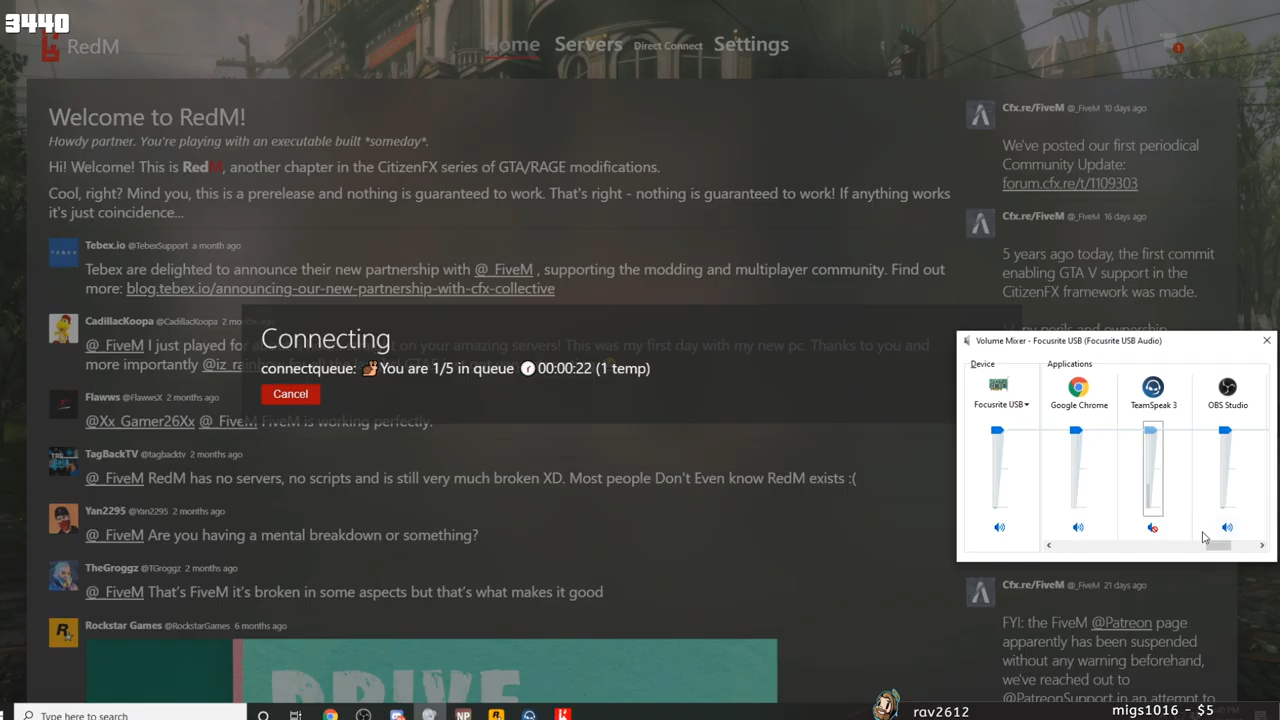 3440
RedM
Home Servers Direct Connect Settings
1
Welcome to RedM!
Howdy partner. You're playing with an executable built *someday*.
Hi! Welcome! This is RedM, another chapter in the CitizenFX series of GTA/RAGE modifications.
Cool, right? Mind you, this is a prerelease and nothing is guaranteed to work. That's right - nothing is guaranteed to work! If anything works
it's just coincidence...
Tebex.io @TebexSupport a month ago
Tebex are delighted to announce their new partnership with @_FiveM , supporting the modding and multiplayer community. Find out
more: blog.tebex.io/announcing-our-new-partnership-with-cfx-collective
CadillacKoopa @CadillacKoopa 2 mo
@_FiveM I just played for on your amazing servers! This was my first day with my new pc. Thanks to you and
more importantly @iz_
Flawws @FlawwsX 2 months ago
@Xx_Gamer26Xx @_FiveM FiveM is working perfectly.
TagBackTV @tagbacktv 2 months ago
@_FiveM RedM has no servers, no scripts and is still very much broken XD. Most people Don't Even know RedM exists :(
Yan2295 @Yan2295 2 months ago
@_FiveM Are you having a mental breakdown or something?
TheGroggz @TGroggz 2 months ago
@_FiveM That's FiveM it's broken in some aspects but that's what makes it good
Rockstar Games @RockstarGames 6 months ago
DRIVE
Connecting
connectqueue: You are 1/5 in queue 00:00:22 (1 temp)
Cancel
Cfx.re/FiveM @_FiveM 10 days ago
We've posted our first periodical
Community Update:
forum.cfx.re/t/1109303
Cfx.re/FiveM @_FiveM 16 days ago
5 years ago today, the first commit
enabling GTA V support in the
CitizenFX framework was made.
Many perils and ownership
Volume Mixer - Focusrite USB (Focusrite USB Audio)
Device
Applications
Focusrite USB
Google Chrome
TeamSpeak 3
OBS Studio
Cfx.re/FiveM @_FiveM 21 days ago
FYI: the FiveM @Patreon page
apparently has been suspended
without any warning beforehand,
we've reached out to
@PatreonSupport in an attempt to
Type here to search
NP
rav2612
migs1016 - $5